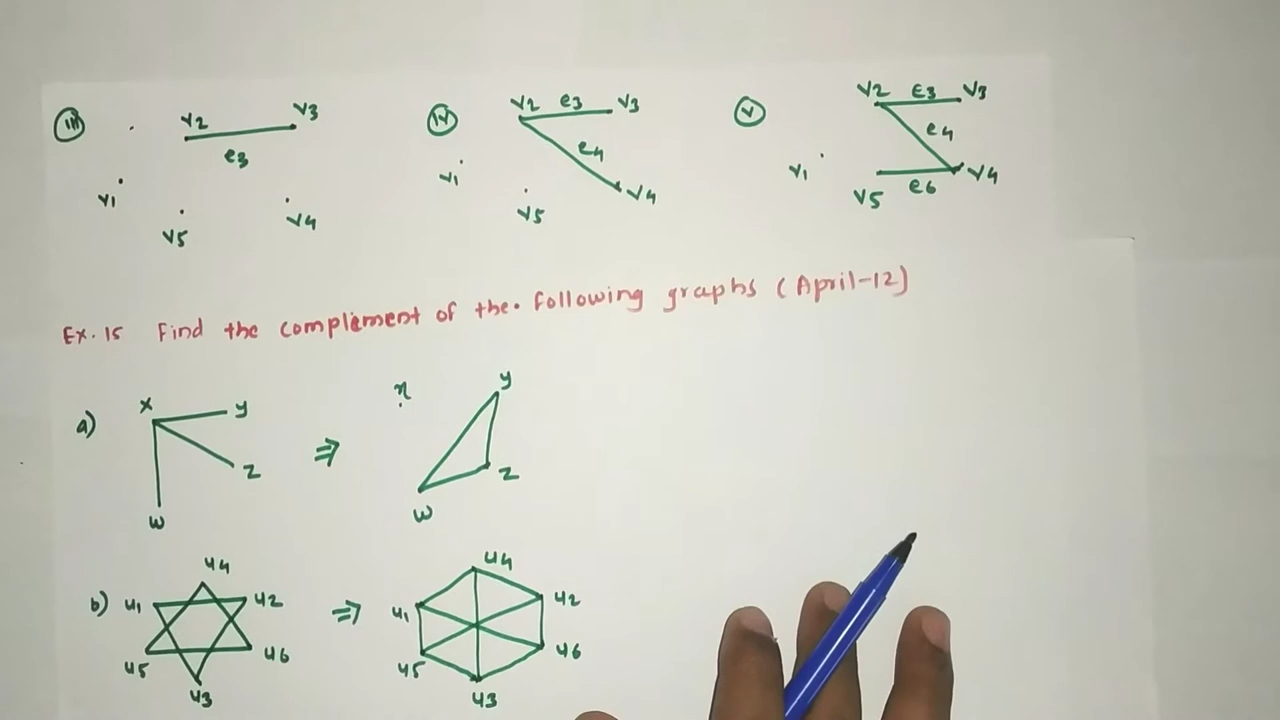 (iii) v2 v3 (iv) v2 e3 v3 (v) v2 E3 v3
e3 e4 e4
v1 v1 v4 v1 v4
v5 v4 v5 v5 e6
Ex. 15 Find the complement of the. following graphs (April-12)
a) x y ⇒ x y
z z
w w
b) u1 u4 u2 ⇒ u1 u4 u2
u5 u6 u5 u6
u3 u3